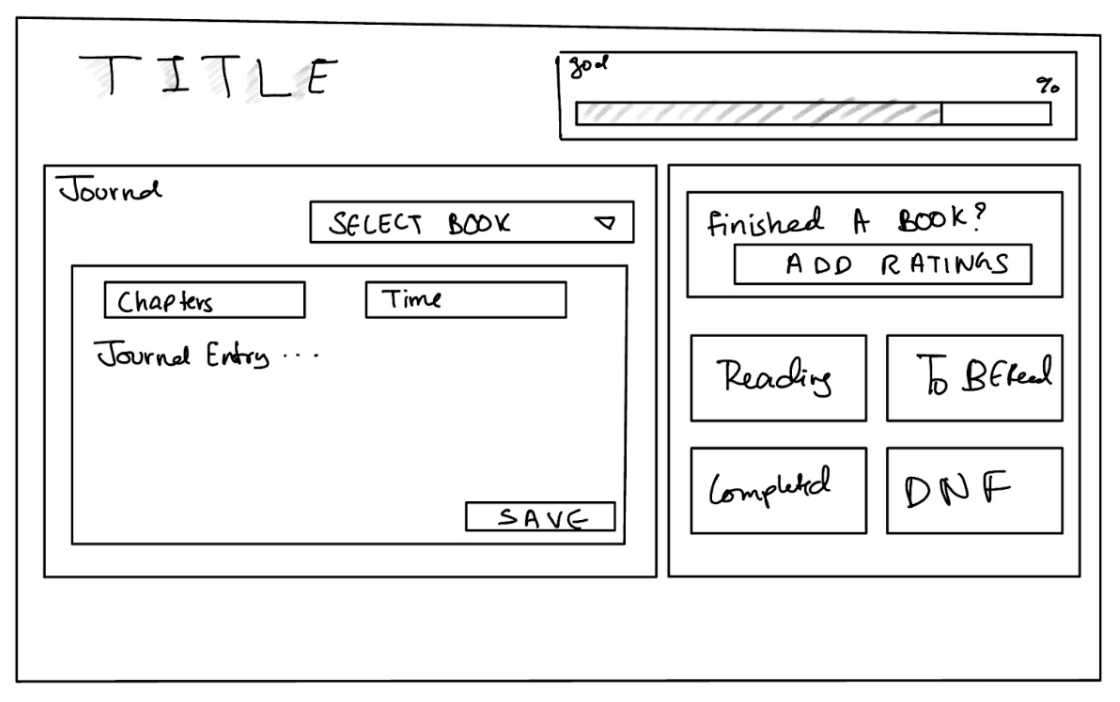 TITLE
goal
%
Journal
SELECT BOOK
Chapters
Time
Journal Entry ...
SAVE
Finished A BOOK?
ADD RATINGS
Reading
To BERead
Completed
DNF